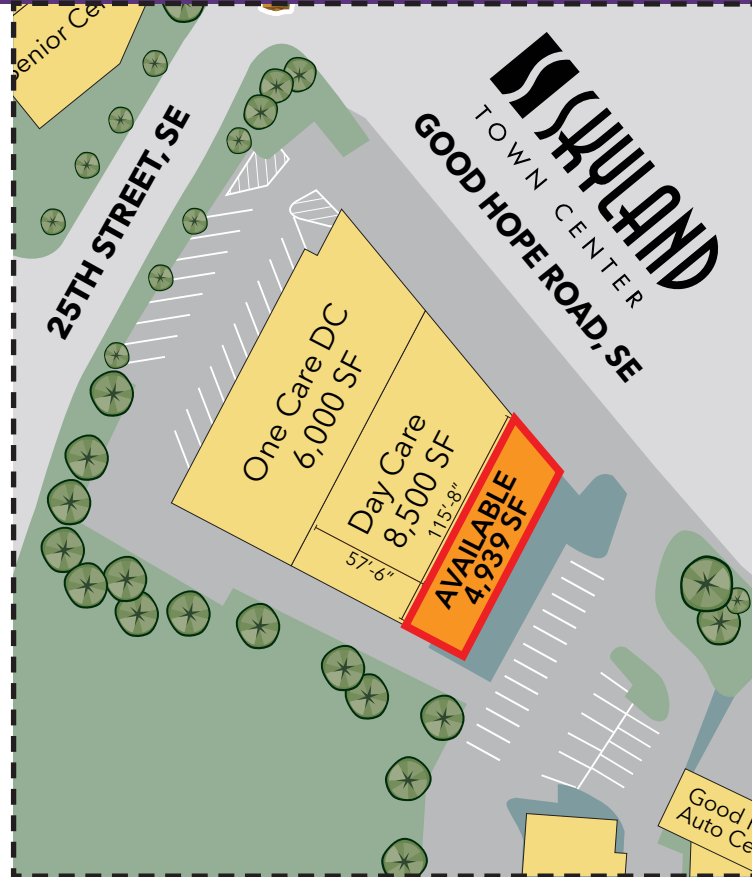 Senior Cen
25TH STREET, SE
SKYLAND
TOWN CENTER
GOOD HOPE ROAD, SE
One Care DC
6,000 SF
Day Care
8,500 SF
115'-8"
57'-6"
AVAILABLE
4,939 SF
Good
Auto Ce